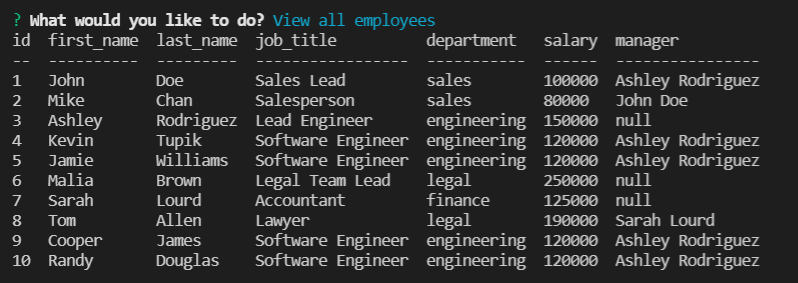 ? What would you like to do? View all employees
id  first_name  last_name  job_title          department   salary  manager
--  ----------  ---------  -----------------  -----------  ------  ----------------
1   John        Doe        Sales Lead         sales        100000  Ashley Rodriguez
2   Mike        Chan       Salesperson        sales        80000   John Doe
3   Ashley      Rodriguez  Lead Engineer      engineering  150000  null
4   Kevin       Tupik      Software Engineer  engineering  120000  Ashley Rodriguez
5   Jamie       Williams   Software Engineer  engineering  120000  Ashley Rodriguez
6   Malia       Brown      Legal Team Lead    legal        250000  null
7   Sarah       Lourd      Accountant         finance      125000  null
8   Tom         Allen      Lawyer             legal        190000  Sarah Lourd
9   Cooper      James      Software Engineer  engineering  120000  Ashley Rodriguez
10  Randy       Douglas    Software Engineer  engineering  120000  Ashley Rodriguez